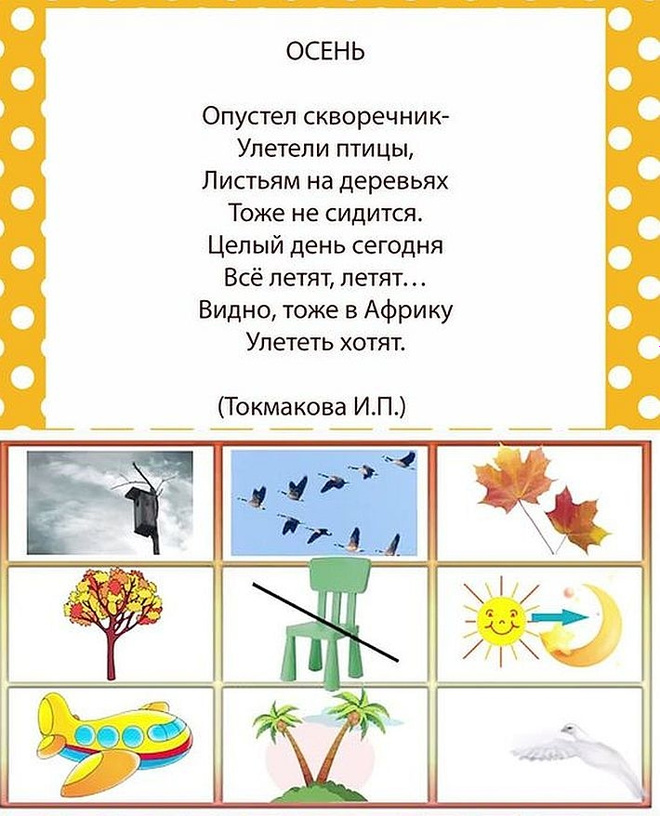 ОСЕНЬ
Опустел скворечник-
Улетели птицы,
Листьям на деревьях
Тоже не сидится.
Целый день сегодня
Всё летят, летят...
Видно, тоже в Африку
Улететь хотят.
(Токмакова И.П.)